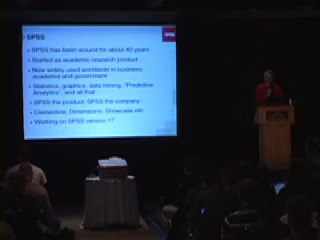 SPSS
SPSS
• SPSS has been around for about 40 years
• Started as academic research product
• Now widely used worldwide in business,
academia and government
• Statistics, graphics, data mining, "Predictive
Analytics", and all that
• SPSS the product; SPSS the company
• Clementine, Dimensions, Showcase etc
• Working on SPSS version 17